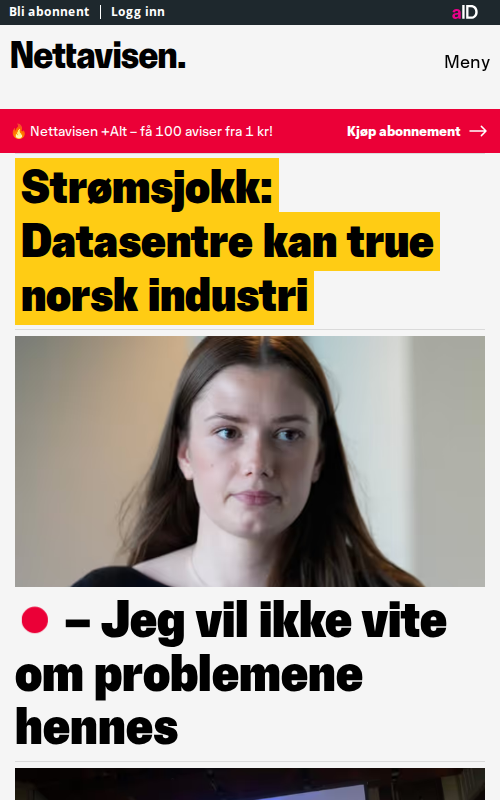 Bli abonnent | Logg inn
aID
Nettavisen.
Meny
🔥 Nettavisen +Alt – få 100 aviser fra 1 kr!
Kjøp abonnement →
Strømsjokk:
Datasentre kan true
norsk industri
– Jeg vil ikke vite
om problemene
hennes